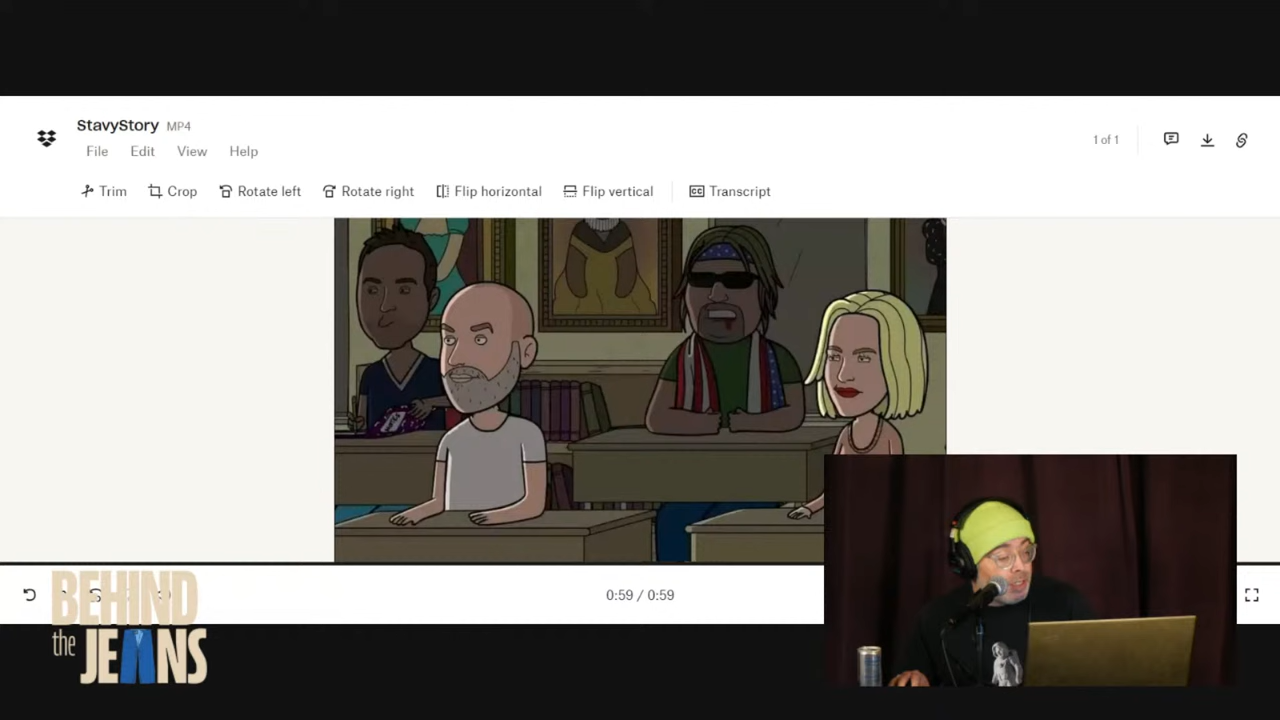 StavyStory MP4
1 of 1
File Edit View Help
Trim Crop Rotate left Rotate right Flip horizontal Flip vertical CC Transcript
0:59 / 0:59
BEHIND
the JEANS